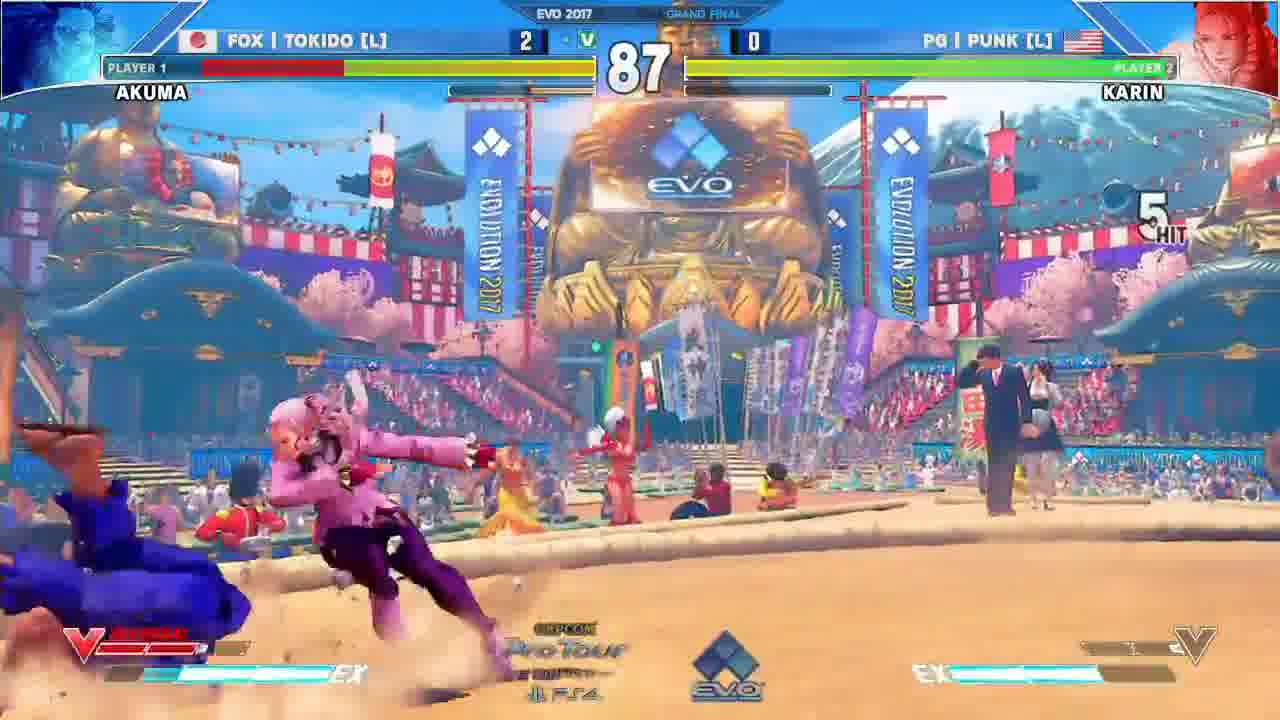 EVO 2017 GRAND FINAL
FOX | TOKIDO [L] 2 V 87 0 PG | PUNK [L]
PLAYER 1 PLAYER 2
AKUMA KARIN
EVO
EVOLUTION 2017
EVOLUTION 2017
5 HIT
CAPCOM
Pro Tour
PS4
EVO
V EX
EX V